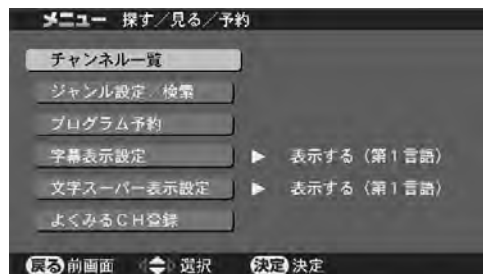 メニュー 探す／見る／予約
チャンネル一覧
ジャンル設定／検索
プログラム予約
字幕表示設定 ▶ 表示する（第1言語）
文字スーパー表示設定 ▶ 表示する（第1言語）
よくみるCH登録
戻る 前画面 選択 決定 決定